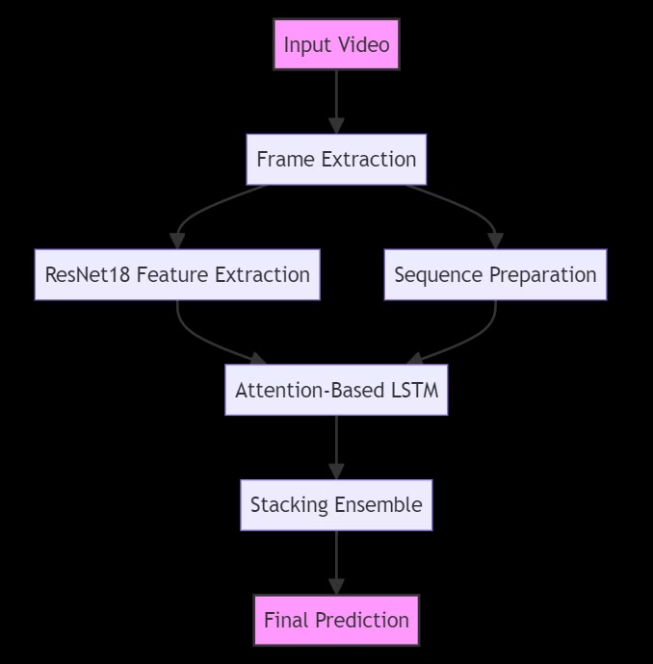 Input Video
Frame Extraction
ResNet18 Feature Extraction
Sequence Preparation
Attention-Based LSTM
Stacking Ensemble
Final Prediction